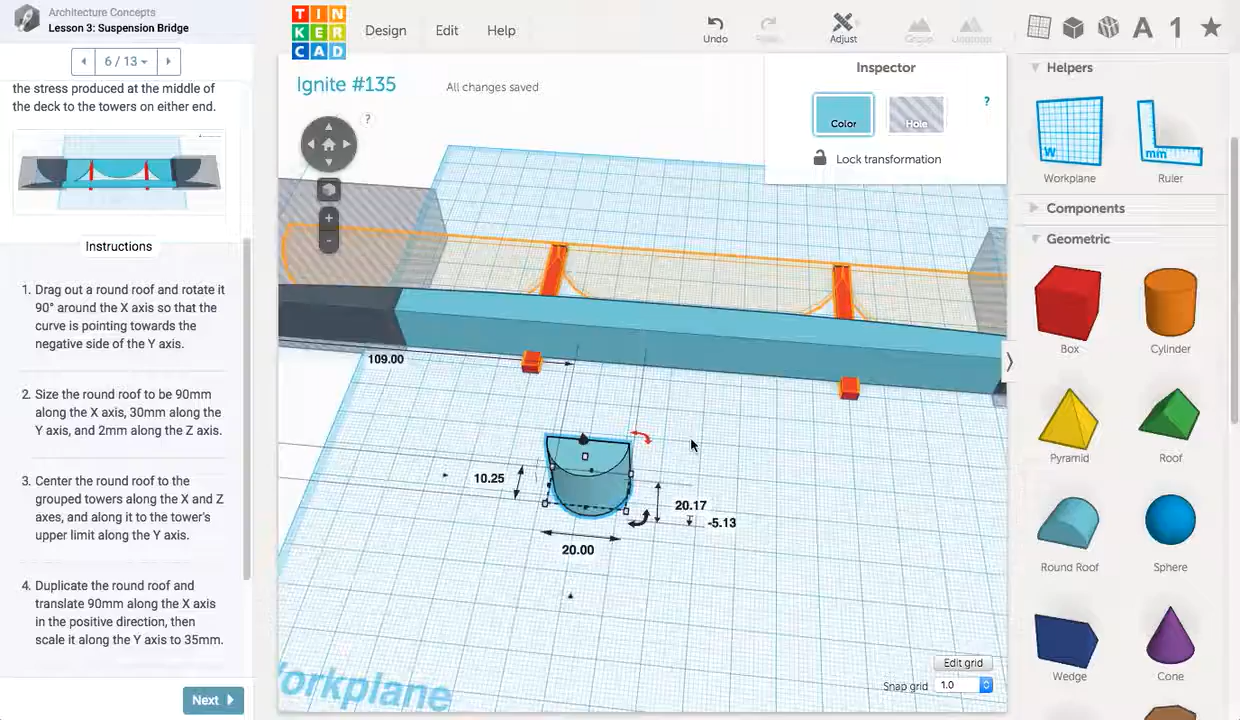 Architecture Concepts
Lesson 3: Suspension Bridge
6 / 13
the stress produced at the middle of
the deck to the towers on either end.
Instructions
1. Drag out a round roof and rotate it
90° around the X axis so that the
curve is pointing towards the
negative side of the Y axis.
2. Size the round roof to be 90mm
along the X axis, 30mm along the
Y axis, and 2mm along the Z axis.
3. Center the round roof to the
grouped towers along the X and Z
axes, and along it to the tower's
upper limit along the Y axis.
4. Duplicate the round roof and
translate 90mm along the X axis
in the positive direction, then
scale it along the Y axis to 35mm.
Next
TIN
KER
CAD
Design
Edit
Help
Undo
Adjust
Ignite #135
All changes saved
?
Inspector
Color
Hole
?
Lock transformation
109.00
10.25
20.17
-5.13
20.00
orkplane
Edit grid
Snap grid
1.0
A
1
Helpers
W
Workplane
mm
Ruler
Components
Geometric
Box
Cylinder
Pyramid
Roof
Round Roof
Sphere
Wedge
Cone